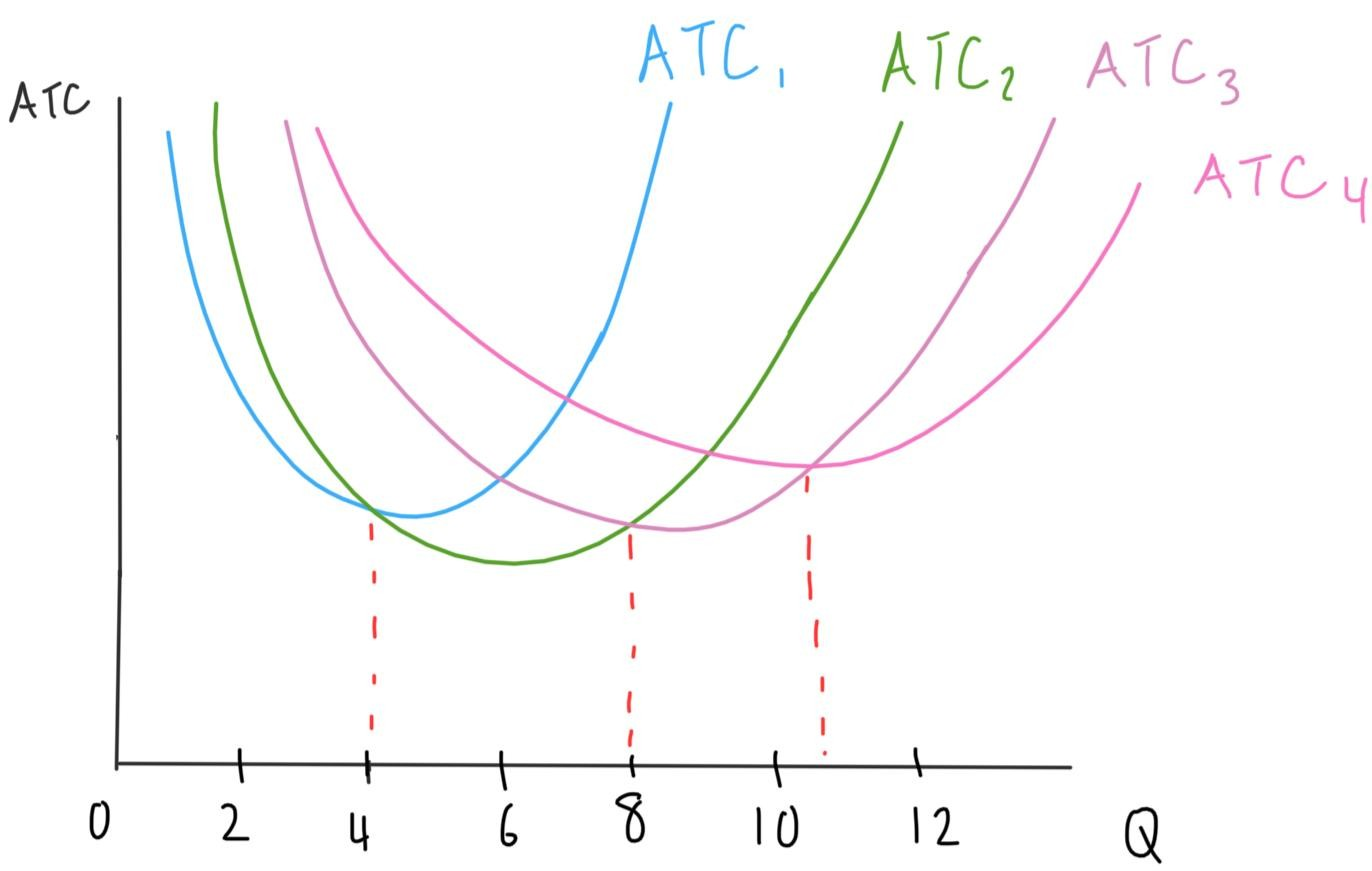 ATC₁ ATC₂ ATC₃
ATC
ATC₄
0 2 4 6 8 10 12 Q